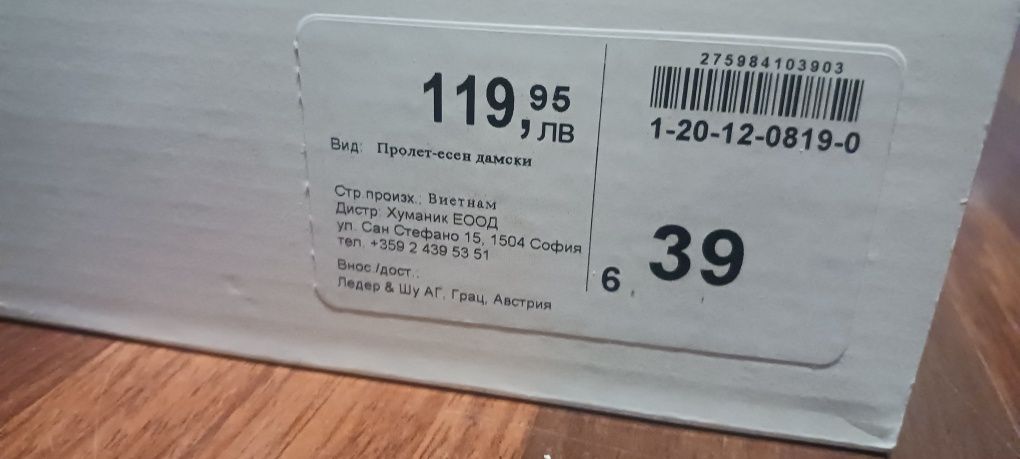 119,95 ЛВ
Вид: Пролет-есен дамски
Стр.произх.: Виетнам
Дистр: Хуманик ЕООД
ул. Сан Стефано 15, 1504 София
тел. +359 2 439 53 51
Внос./дост.:
Ледер & Шу АГ, Грац, Австрия
275984103903
1-20-12-0819-0
6 39